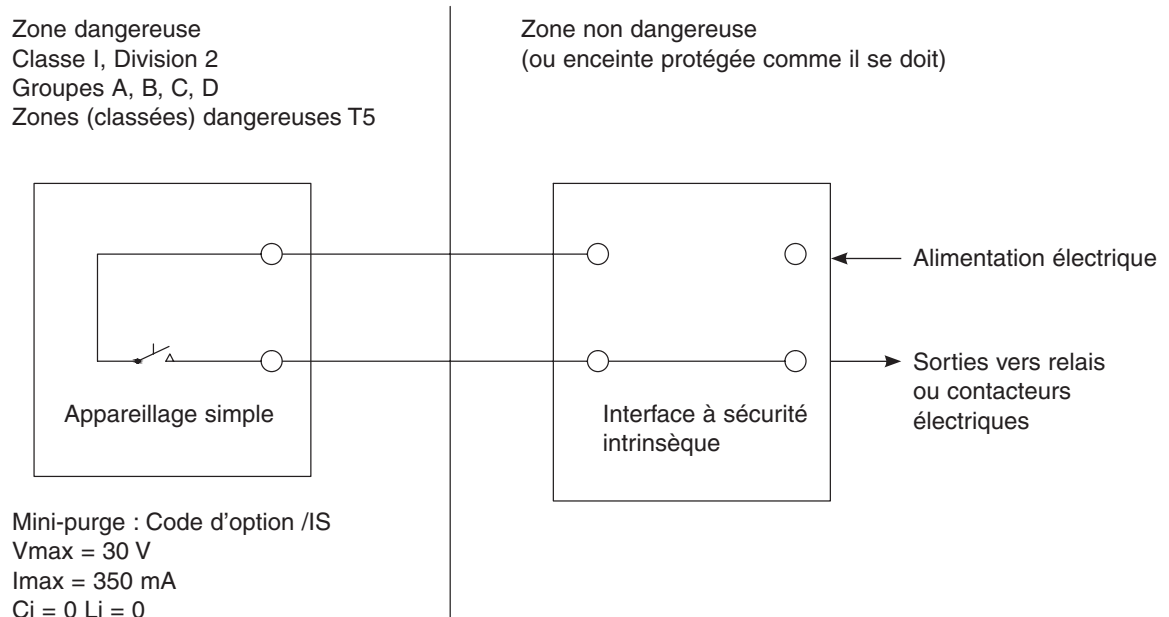 Zone dangereuse
Classe I, Division 2
Groupes A, B, C, D
Zones (classées) dangereuses T5
Zone non dangereuse
(ou enceinte protégée comme il se doit)
Alimentation électrique
Appareillage simple
Interface à sécurité
intrinsèque
Sorties vers relais
ou contacteurs
électriques
Mini-purge : Code d'option /IS
Vmax = 30 V
Imax = 350 mA
Ci = 0 Li = 0